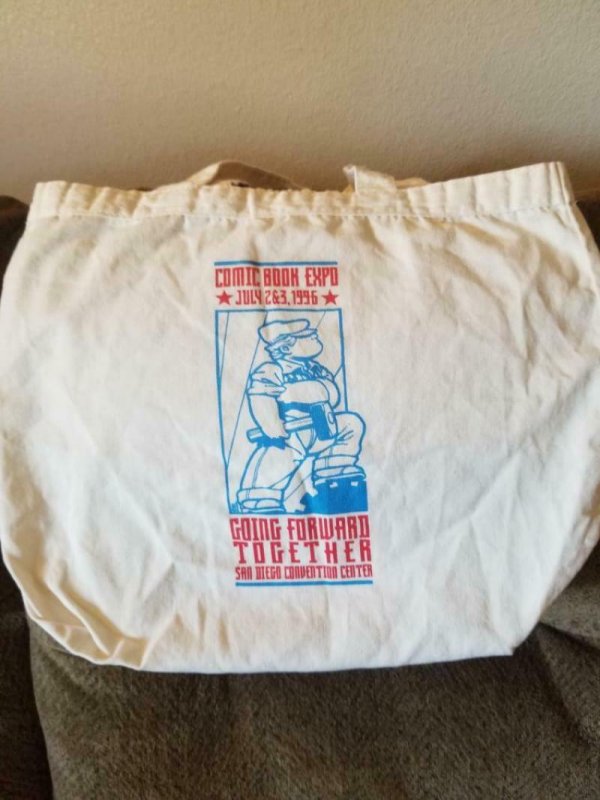 COMIC BOOK EXPO
★ JULY 2&3, 1996 ★
GOING FORWARD
TOGETHER
SAN DIEGO CONVENTION CENTER